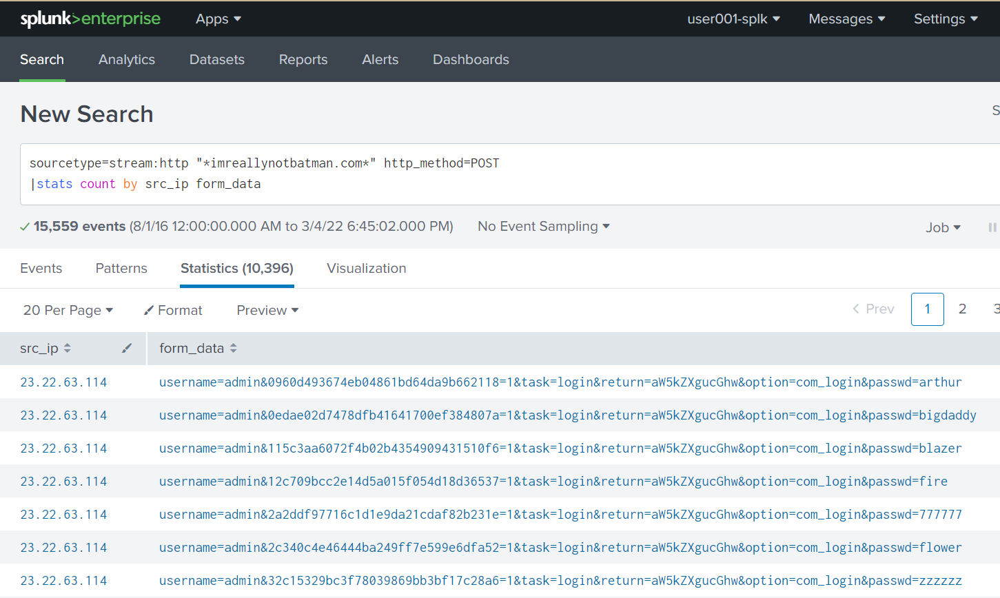 splunk>enterprise Apps user001-splk Messages Settings
Search Analytics Datasets Reports Alerts Dashboards
New Search
S
sourcetype=stream:http "*imreallynotbatman.com*" http_method=POST
|stats count by src_ip form_data
15,559 events (8/1/16 12:00:00.000 AM to 3/4/22 6:45:02.000 PM) No Event Sampling Job
Events Patterns Statistics (10,396) Visualization
20 Per Page Format Preview < Prev 1 2 3
src_ip form_data
23.22.63.114 username=admin&0960d493674eb04861bd64da9b662118=1&task=login&return=aW5kZXgucGhw&option=com_login&passwd=arthur
23.22.63.114 username=admin&0edae02d7478dfb41641700ef384807a=1&task=login&return=aW5kZXgucGhw&option=com_login&passwd=bigdaddy
23.22.63.114 username=admin&115c3aa6072f4b02b4354909431510f6=1&task=login&return=aW5kZXgucGhw&option=com_login&passwd=blazer
23.22.63.114 username=admin&12c709bcc2e14d5a015f054d18d36537=1&task=login&return=aW5kZXgucGhw&option=com_login&passwd=fire
23.22.63.114 username=admin&2a2ddf97716c1d1e9da21cdaf82b231e=1&task=login&return=aW5kZXgucGhw&option=com_login&passwd=777777
23.22.63.114 username=admin&2c340c4e46444ba249ff7e599e6dfa52=1&task=login&return=aW5kZXgucGhw&option=com_login&passwd=flower
23.22.63.114 username=admin&32c15329bc3f78039869bb3bf17c28a6=1&task=login&return=aW5kZXgucGhw&option=com_login&passwd=zzzzzz